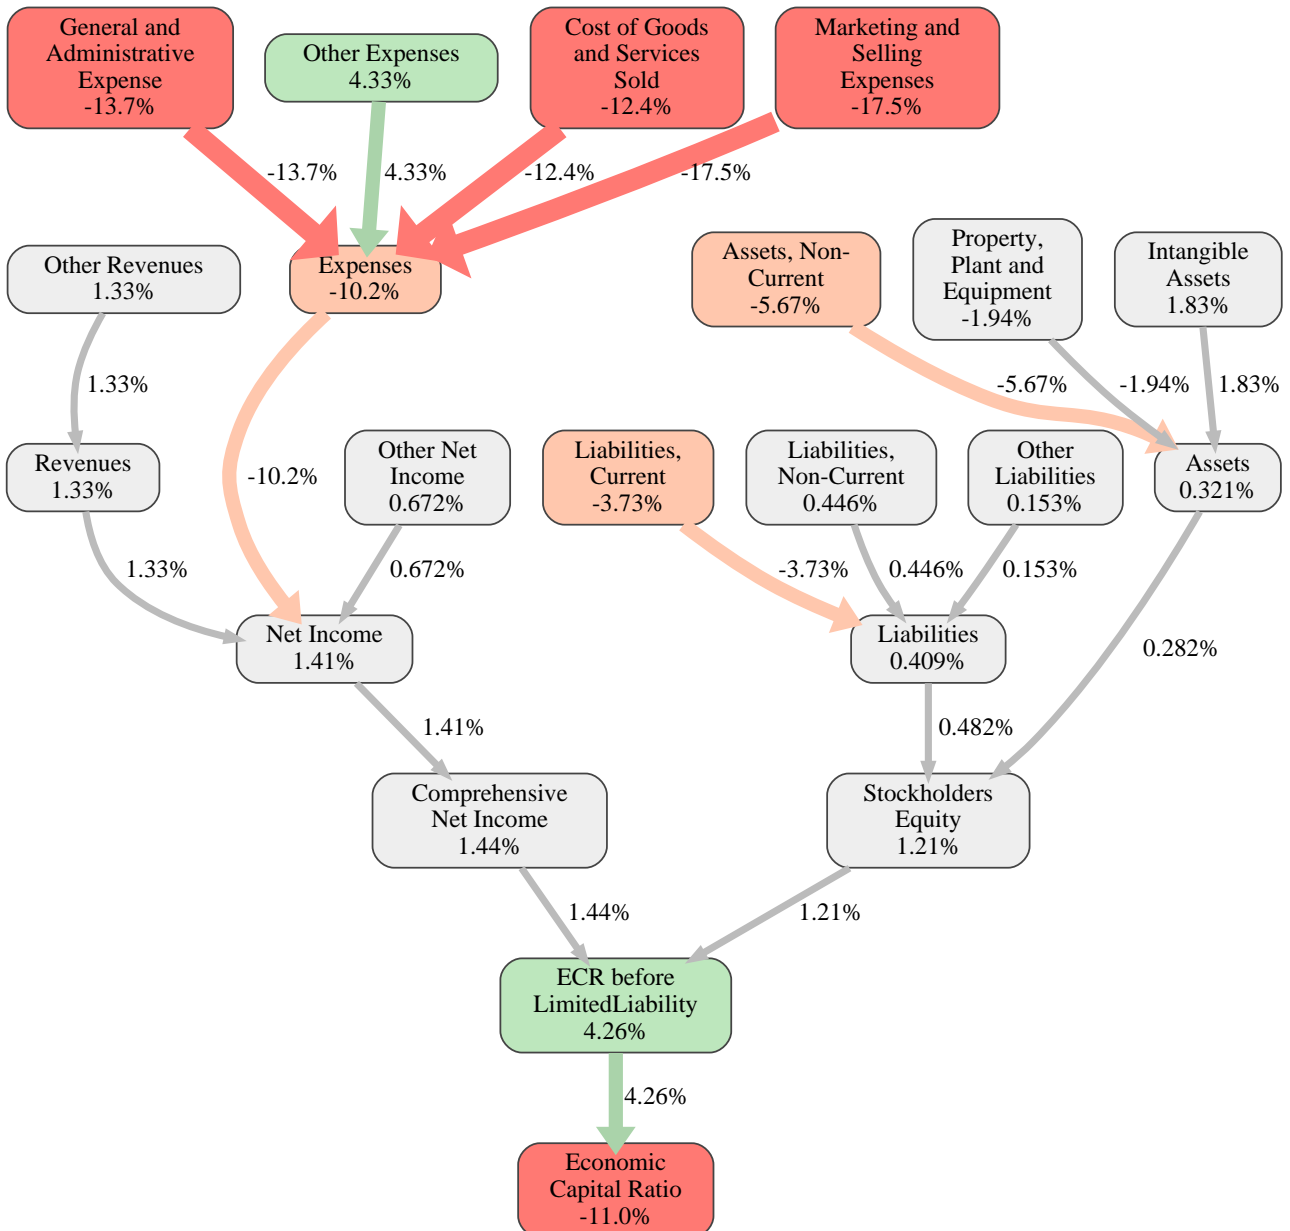 General and
Administrative
Expense
-13.7%
Other Expenses
4.33%
Cost of Goods
and Services
Sold
-12.4%
Marketing and
Selling
Expenses
-17.5%
-13.7%
4.33%
-12.4%
-17.5%
Other Revenues
1.33%
Expenses
-10.2%
Assets, Non-
Current
-5.67%
Property,
Plant and
Equipment
-1.94%
Intangible
Assets
1.83%
1.33%
-5.67%
-1.94%
1.83%
Revenues
1.33%
-10.2%
Other Net
Income
0.672%
Liabilities,
Current
-3.73%
Liabilities,
Non-Current
0.446%
Other
Liabilities
0.153%
Assets
0.321%
1.33%
0.672%
-3.73%
0.446%
0.153%
Net Income
1.41%
Liabilities
0.409%
0.282%
1.41%
0.482%
Comprehensive
Net Income
1.44%
Stockholders
Equity
1.21%
1.44%
1.21%
ECR before
LimitedLiability
4.26%
4.26%
Economic
Capital Ratio
-11.0%